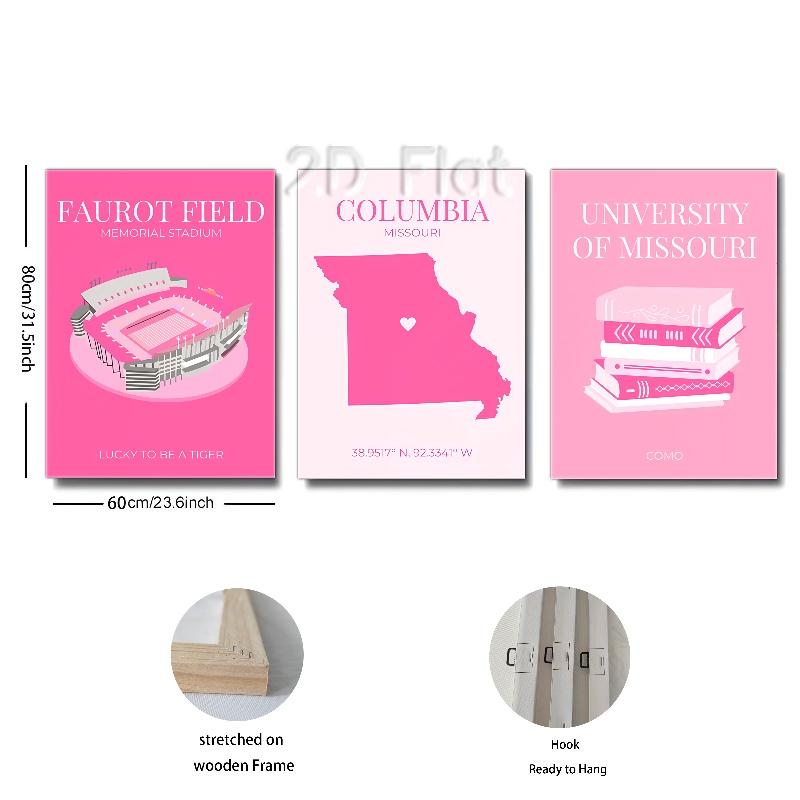 2D Flat
FAUROT FIELD
MEMORIAL STADIUM
LUCKY TO BE A TIGER
COLUMBIA
MISSOURI
38.9517° N, 92.3341° W
UNIVERSITY
OF MISSOURI
COMO
80cm/31.5inch
60cm/23.6inch
stretched on
wooden Frame
Hook
Ready to Hang